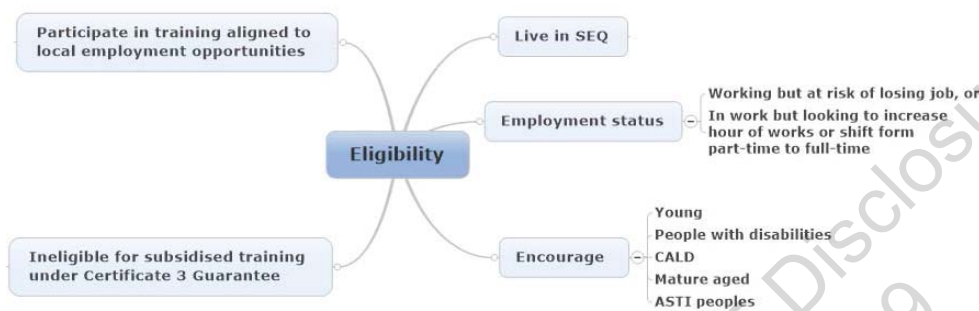 Participate in training aligned to
local employment opportunities
Live in SEQ
Employment status
Working but at risk of losing job, or
In work but looking to increase
hour of works or shift form
part-time to full-time
Eligibility
Ineligible for subsidised training
under Certificate 3 Guarantee
Encourage
Young
People with disabilities
CALD
Mature aged
ASTI peoples
Disclosi